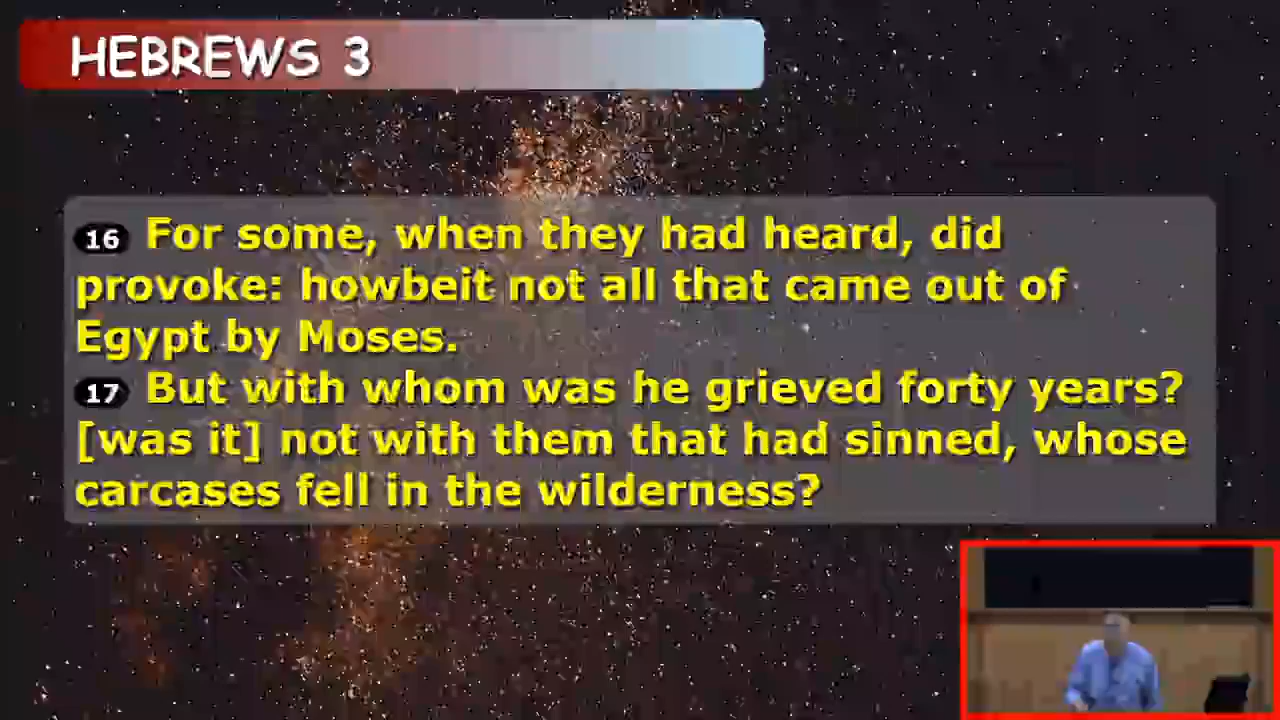 HEBREWS 3
16 For some, when they had heard, did
provoke: howbeit not all that came out of
Egypt by Moses.
17 But with whom was he grieved forty years?
[was it] not with them that had sinned, whose
carcases fell in the wilderness?